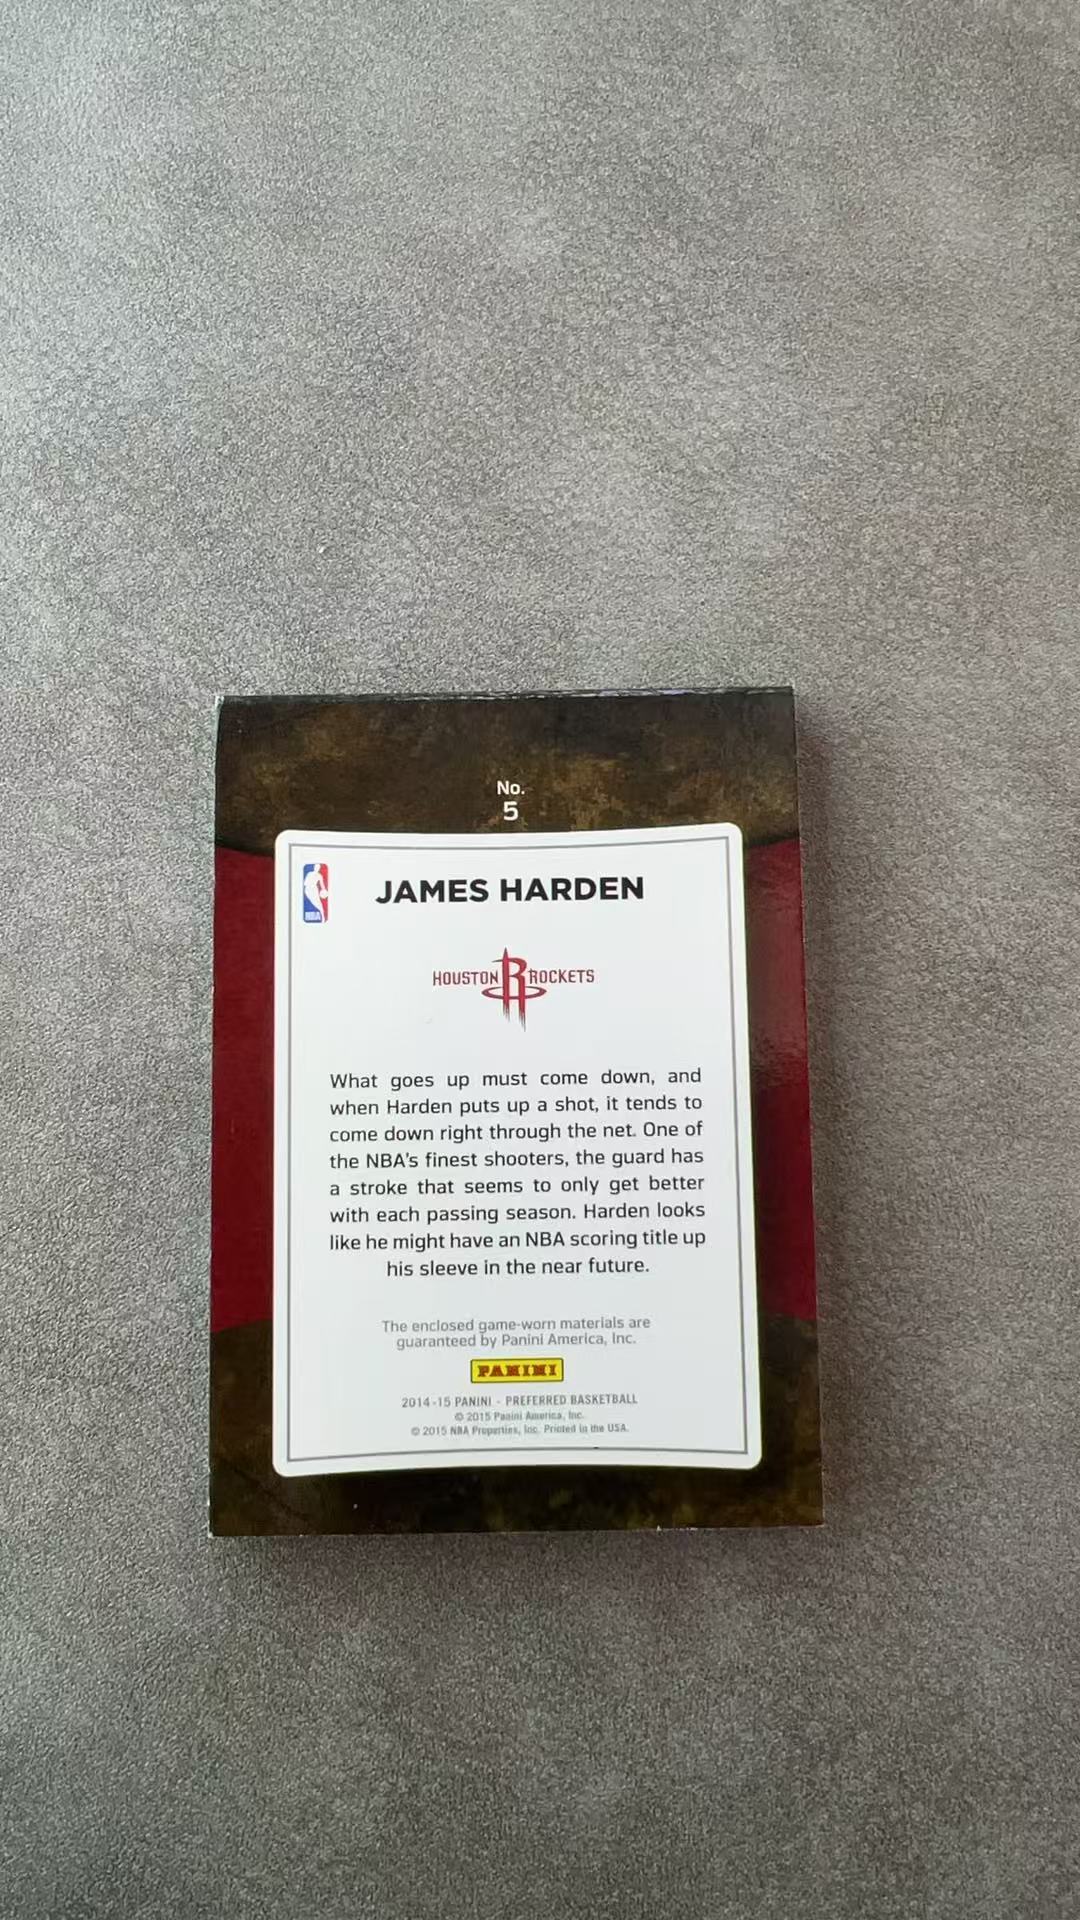 No.
5
NBA
JAMES HARDEN
HOUSTON R ROCKETS
What goes up must come down, and
when Harden puts up a shot, it tends to
come down right through the net. One of
the NBA's finest shooters, the guard has
a stroke that seems to only get better
with each passing season. Harden looks
like he might have an NBA scoring title up
his sleeve in the near future.
The enclosed game-worn materials are
guaranteed by Panini America, Inc.
PANINI
2014-15 PANINI - PREFERRED BASKETBALL
© 2015 Panini America, Inc.
© 2015 NBA Properties, Inc. Printed in the USA.